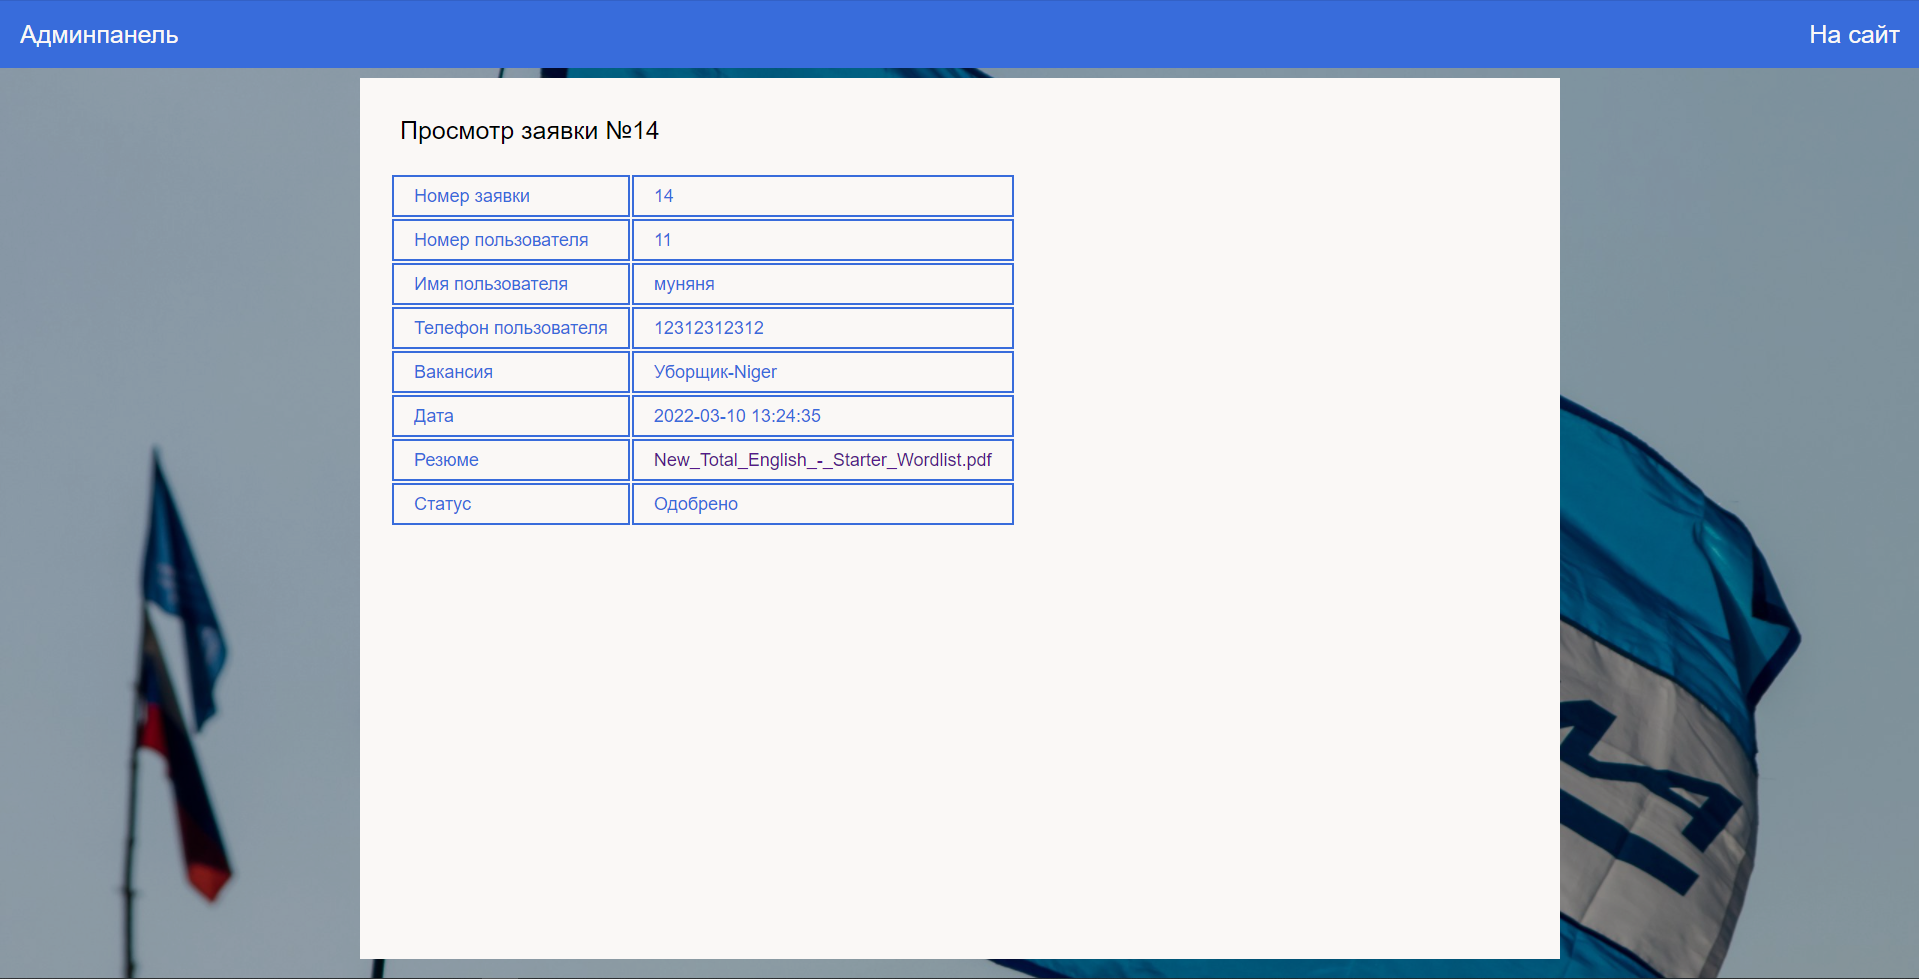 Админпанель
На сайт
Просмотр заявки №14
Номер заявки 14
Номер пользователя 11
Имя пользователя муняня
Телефон пользователя 12312312312
Вакансия Уборщик-Niger
Дата 2022-03-10 13:24:35
Резюме New_Total_English_-_Starter_Wordlist.pdf
Статус Одобрено